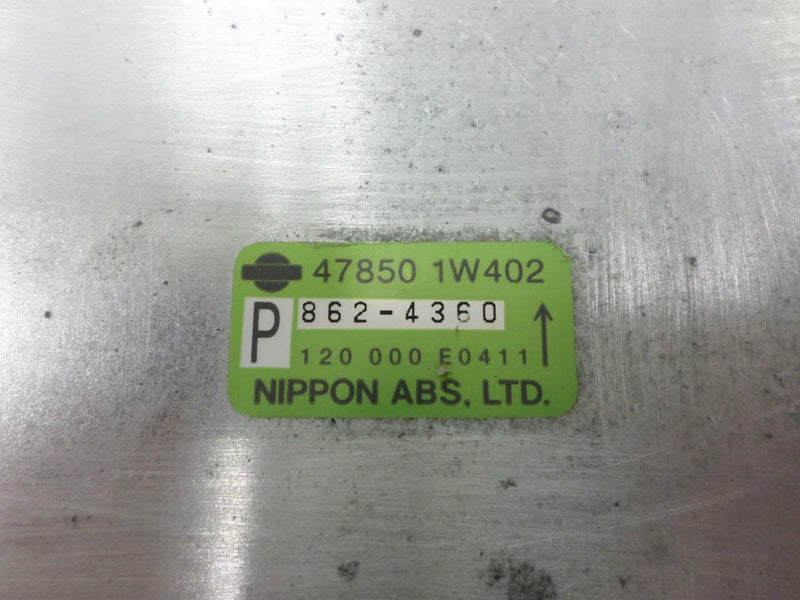 47850 1W402
P 862-4360
120 000 E0411
NIPPON ABS, LTD.